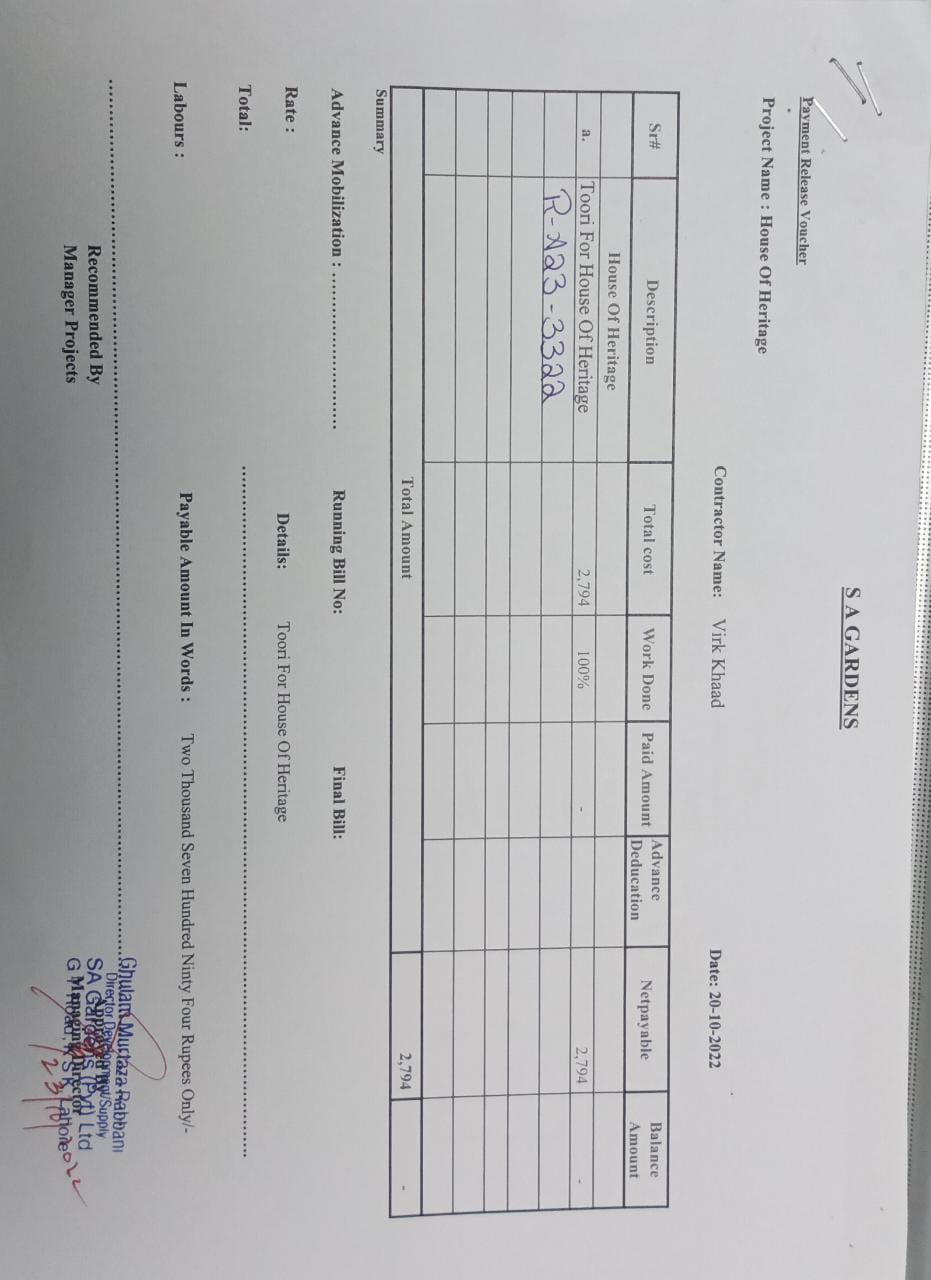 S A GARDENS
Payment Release Voucher
Project Name : House Of Heritage
Contractor Name: Virk Khaad Date: 20-10-2022
Sr# Description Total cost Work Done Paid Amount Advance Deducation Netpayable Balance Amount
House Of Heritage
a. Toori For House Of Heritage 2,794 100% - 2,794 -
R-A23-3322
Total Amount 2,794 -
Summary
Advance Mobilization : .............................. Running Bill No: Final Bill:
Rate : Details: Toori For House Of Heritage
Total:
Labours : Payable Amount In Words : Two Thousand Seven Hundred Ninty Four Rupees Only/-
Ghulam Murtaza Rabbani
Director Development/Supply
Recommended By Approved By
SA Gardens (Pvt) Ltd
Manager Projects Managing Director
G T Road, K S K Lahore
23/10/2022